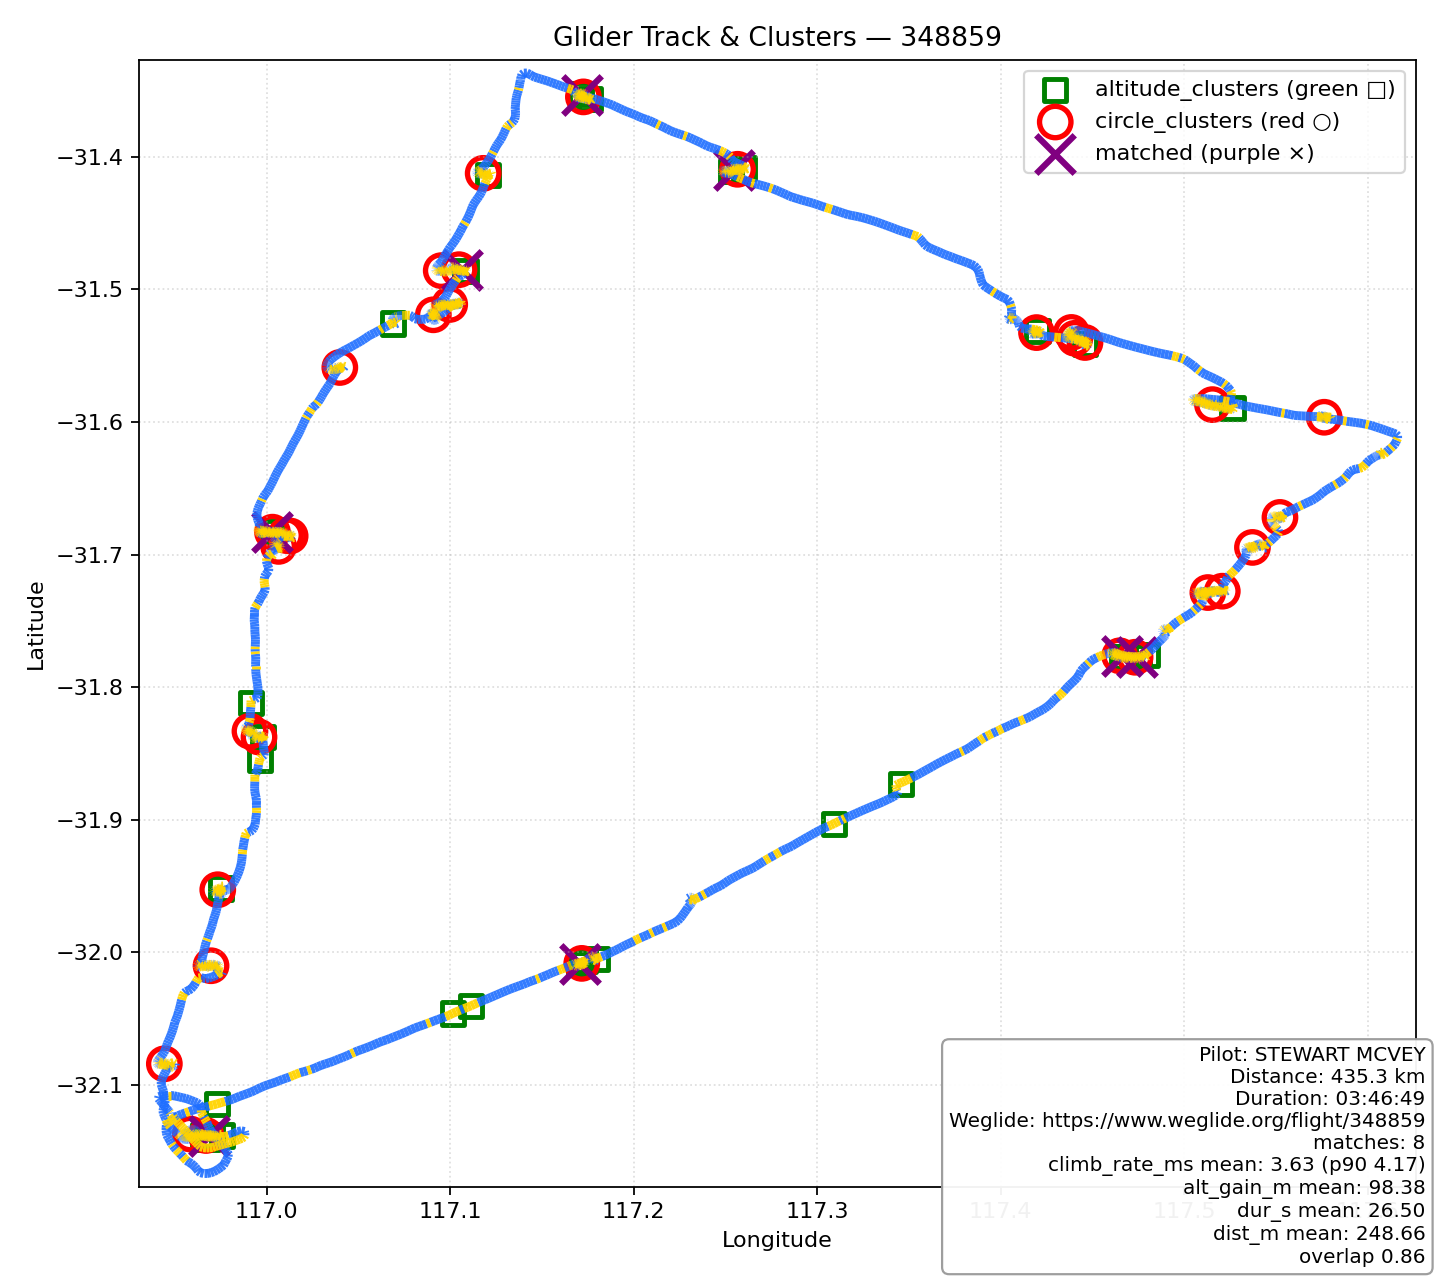 Glider Track & Clusters — 348859
altitude_clusters (green □)
circle_clusters (red ○)
matched (purple ×)
−31.4
−31.5
−31.6
−31.7
−31.8
−31.9
−32.0
−32.1
Latitude
117.0
117.1
117.2
117.3
117.4
117.5
Longitude
Pilot: STEWART MCVEY
Distance: 435.3 km
Duration: 03:46:49
Weglide: https://www.weglide.org/flight/348859
matches: 8
climb_rate_ms mean: 3.63 (p90 4.17)
alt_gain_m mean: 98.38
dur_s mean: 26.50
dist_m mean: 248.66
overlap 0.86